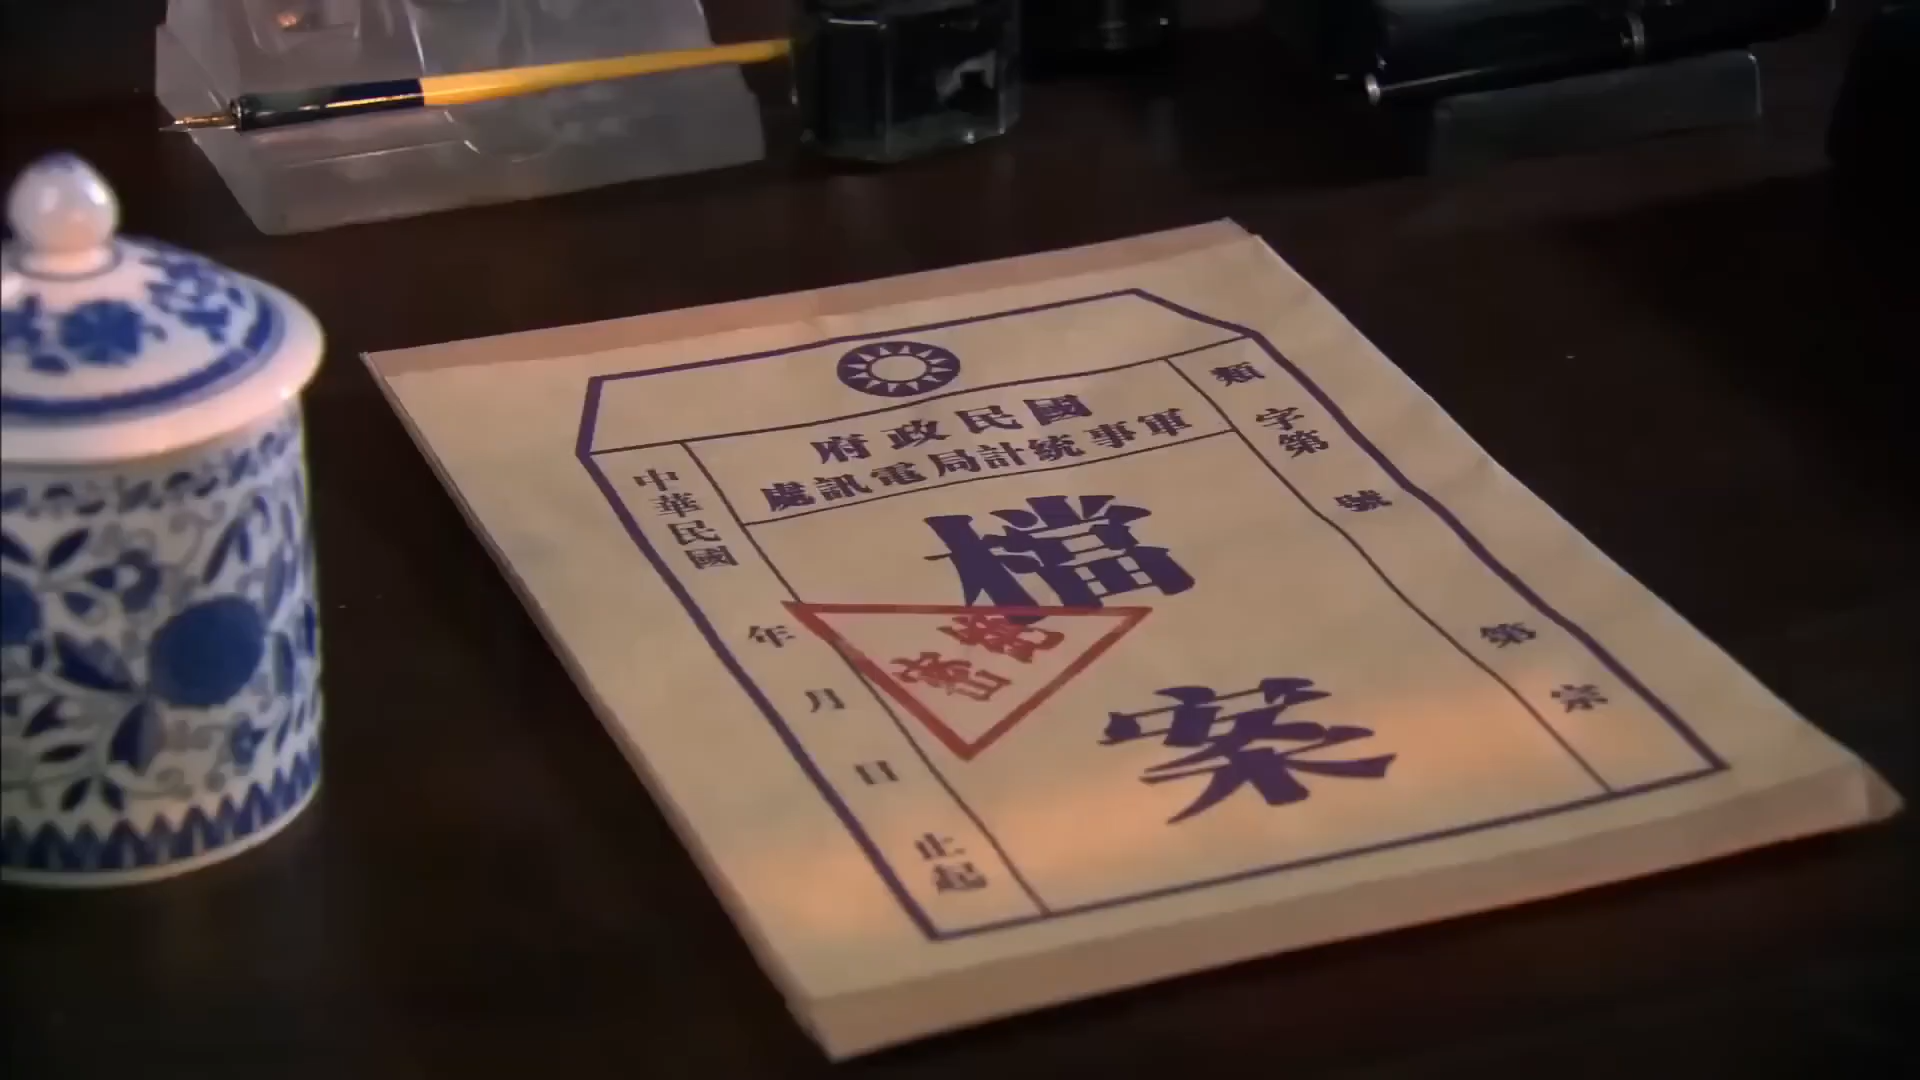 國民政府
軍事統計局電訊處
類 字第 號 第 宗
檔案
中華民國 年 月 日 止起